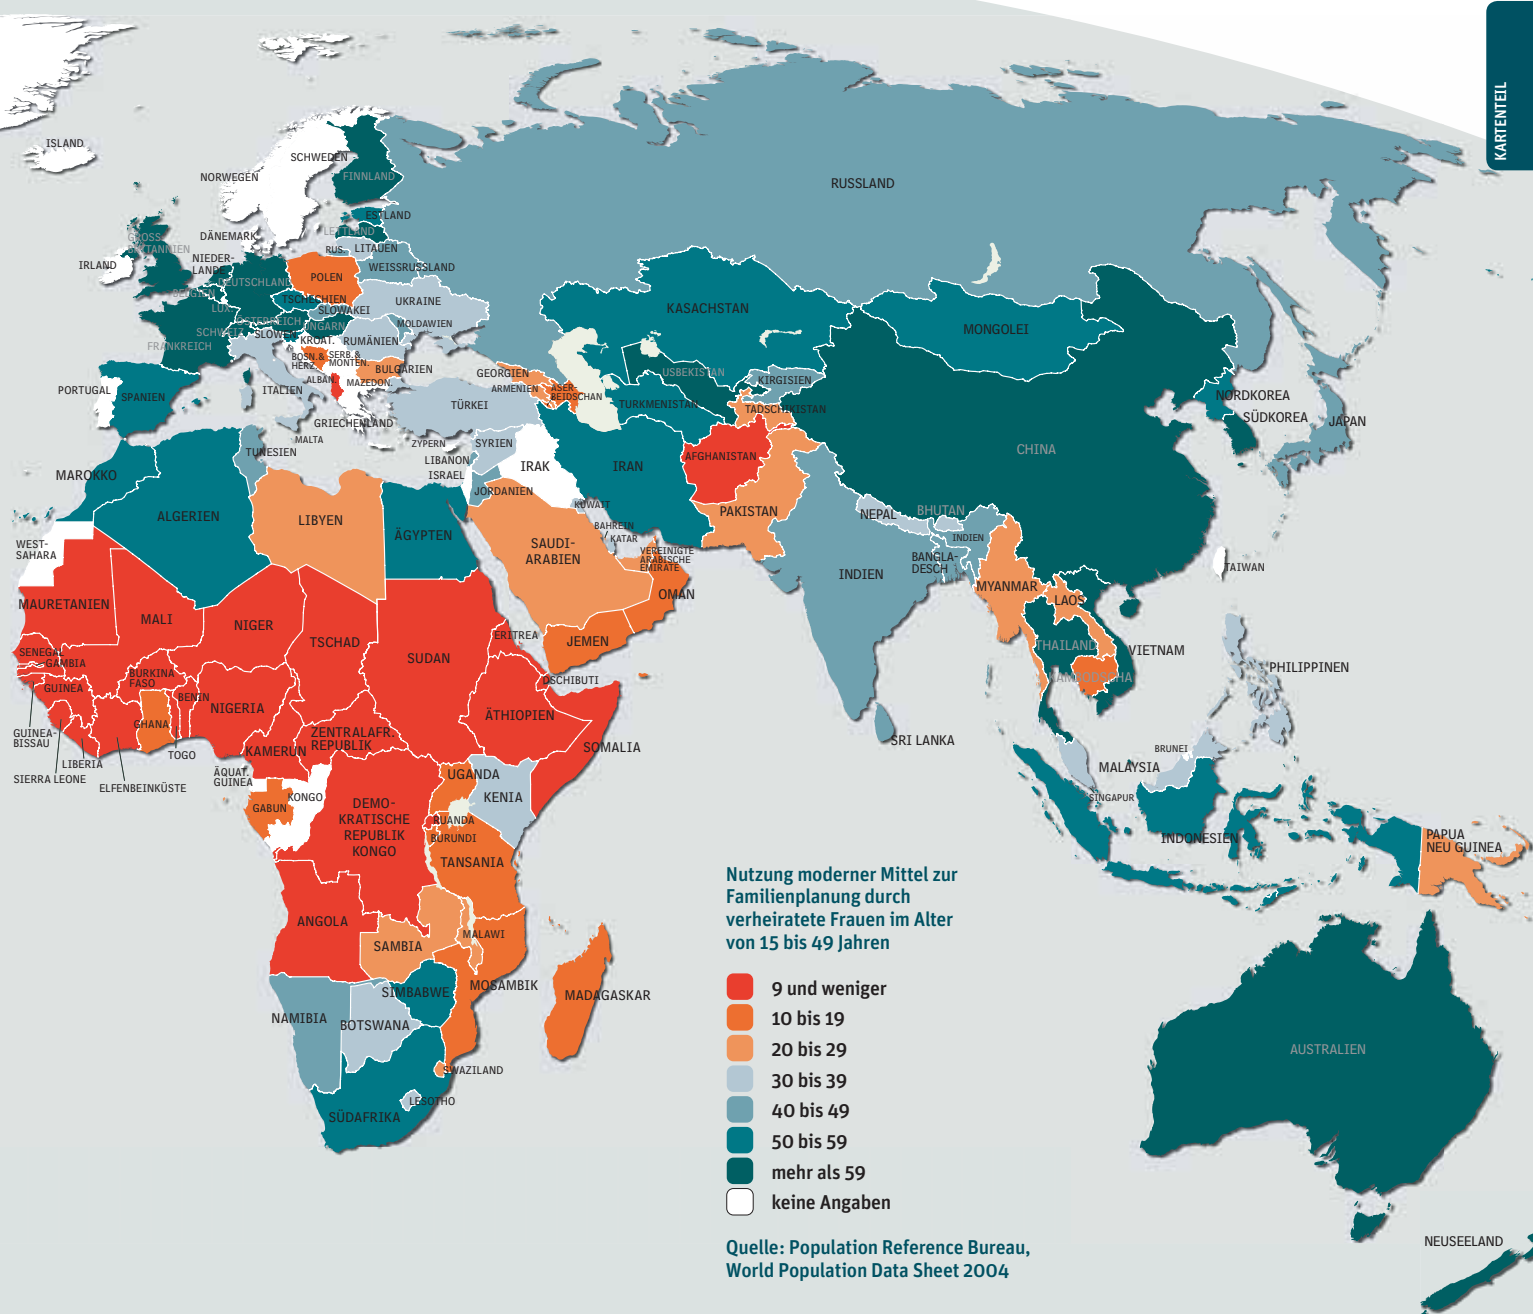 KARTENTEIL
ISLAND
SCHWEDEN
NORWEGEN
FINNLAND
RUSSLAND
ESTLAND
LETTLAND
DÄNEMARK
GROSS-
BRITANNIEN
RUS.
LITAUEN
IRLAND
NIEDER-
LANDE
WEISSRUSSLAND
POLEN
DEUTSCHLAND
BELGIEN
TSCHECHIEN
UKRAINE
LUX.
SLOWAKEI
ÖSTERREICH
UNGARN
MOLDAWIEN
SCHWEIZ
SLOWEN.
KROAT.
RUMÄNIEN
FRANKREICH
BOSN.&
HERZ.
SERB.&
MONTEN.
BULGARIEN
ALBAN.
MAZEDON.
PORTUGAL
SPANIEN
ITALIEN
GRIECHENLAND
MALTA
TÜRKEI
GEORGIEN
ARMENIEN
ASER-
BEIDSCHAN
KASACHSTAN
MONGOLEI
USBEKISTAN
KIRGISIEN
TURKMENISTAN
TADSCHIKISTAN
NORDKOREA
SÜDKOREA
JAPAN
CHINA
ZYPERN
SYRIEN
LIBANON
ISRAEL
IRAK
IRAN
AFGHANISTAN
JORDANIEN
KUWAIT
PAKISTAN
NEPAL
BHUTAN
BAHREIN
KATAR
INDIEN
BANGLA-
DESCH
VEREINIGTE
ARABISCHE
EMIRATE
SAUDI-
ARABIEN
INDIEN
TAIWAN
MYANMAR
LAOS
OMAN
JEMEN
THAILAND
VIETNAM
KAMBODSCHA
PHILIPPINEN
SRI LANKA
BRUNEI
MALAYSIA
SINGAPUR
INDONESIEN
PAPUA
NEU GUINEA
AUSTRALIEN
NEUSEELAND
MAROKKO
TUNESIEN
ALGERIEN
LIBYEN
ÄGYPTEN
WEST-
SAHARA
MAURETANIEN
MALI
NIGER
TSCHAD
SUDAN
ERITREA
SENEGAL
GAMBIA
GUINEA
BURKINA
FASO
BENIN
NIGERIA
DSCHIBUTI
ÄTHIOPIEN
GHANA
GUINEA-
BISSAU
ZENTRALAFR.
REPUBLIK
KAMERUN
SOMALIA
TOGO
LIBERIA
SIERRA LEONE
ELFENBEINKÜSTE
ÄQUAT.
GUINEA
UGANDA
KENIA
KONGO
GABUN
DEMO-
KRATISCHE
REPUBLIK
KONGO
RUANDA
BURUNDI
TANSANIA
ANGOLA
SAMBIA
MALAWI
SIMBABWE
MOSAMBIK
MADAGASKAR
NAMIBIA
BOTSWANA
SWAZILAND
LESOTHO
SÜDAFRIKA
Nutzung moderner Mittel zur
Familienplanung durch
verheiratete Frauen im Alter
von 15 bis 49 Jahren
9 und weniger
10 bis 19
20 bis 29
30 bis 39
40 bis 49
50 bis 59
mehr als 59
keine Angaben
Quelle: Population Reference Bureau,
World Population Data Sheet 2004